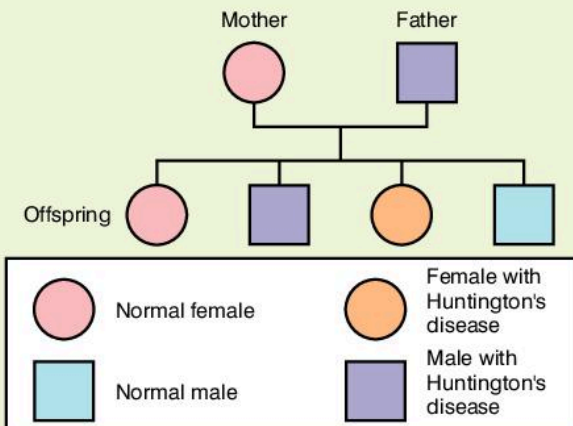 Mother
Father
Offspring
Normal female
Female with
Huntington's
disease
Normal male
Male with
Huntington's
disease